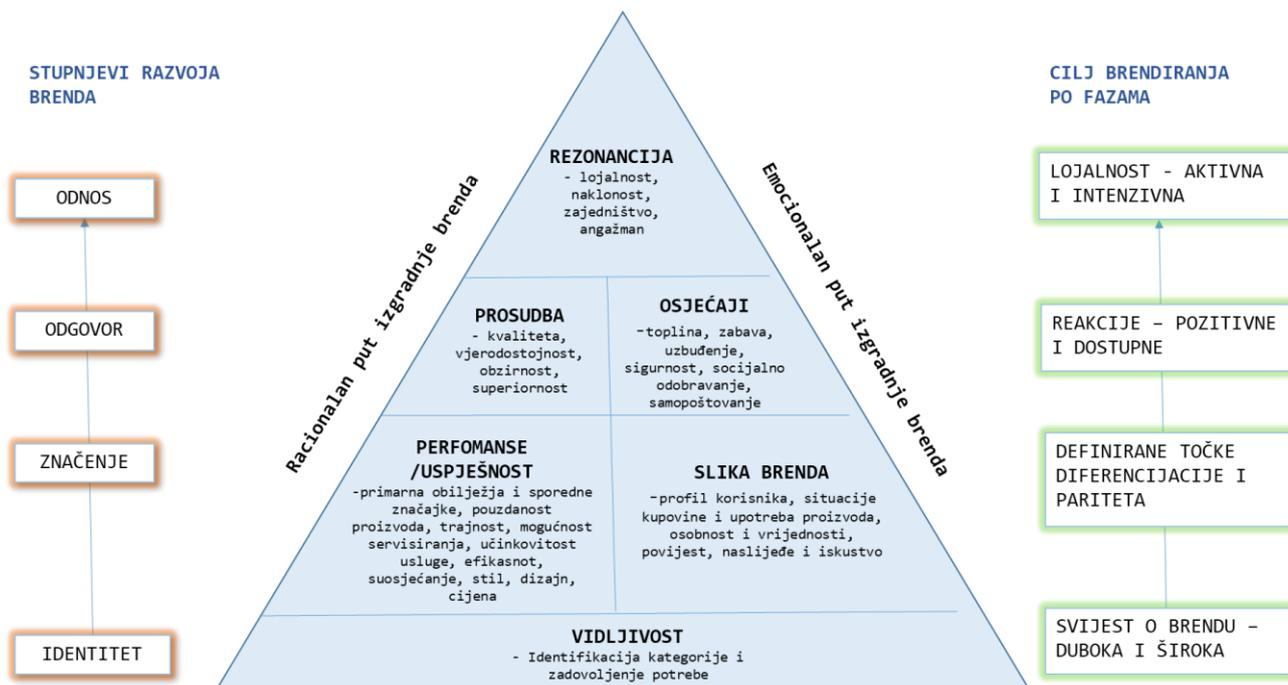 STUPNJEVI RAZVOJA
BRENDA
ODNOS
ODGOVOR
ZNAČENJE
IDENTITET
Racionalan put izgradnje brenda
REZONANCIJA
- lojalnost,
naklonost,
zajedništvo,
angažman
PROSUDBA
- kvaliteta,
vjerodostojnost,
obzirnost,
superiornost
OSJEĆAJI
-toplina, zabava,
uzbuđenje,
sigurnost, socijalno
odobravanje,
samopoštovanje
PERFOMANSE
/USPJEŠNOST
-primarna obilježja i sporedne
značajke, pouzdanost
proizvoda, trajnost, mogućnost
servisiranja, učinkovitost
usluge, efikasnot,
suosjećanje, stil, dizajn,
cijena
SLIKA BRENDA
-profil korisnika, situacije
kupovine i upotreba proizvoda,
osobnost i vrijednosti,
povijest, naslijeđe i iskustvo
VIDLJIVOST
- Identifikacija kategorije i
zadovoljenje potrebe
Emocionalan put izgradnje brenda
CILJ BRENDIRANJA
PO FAZAMA
LOJALNOST - AKTIVNA
I INTENZIVNA
REAKCIJE – POZITIVNE
I DOSTUPNE
DEFINIRANE TOČKE
DIFERENCIJACIJE I
PARITETA
SVIJEST O BRENDU –
DUBOKA I ŠIROKA